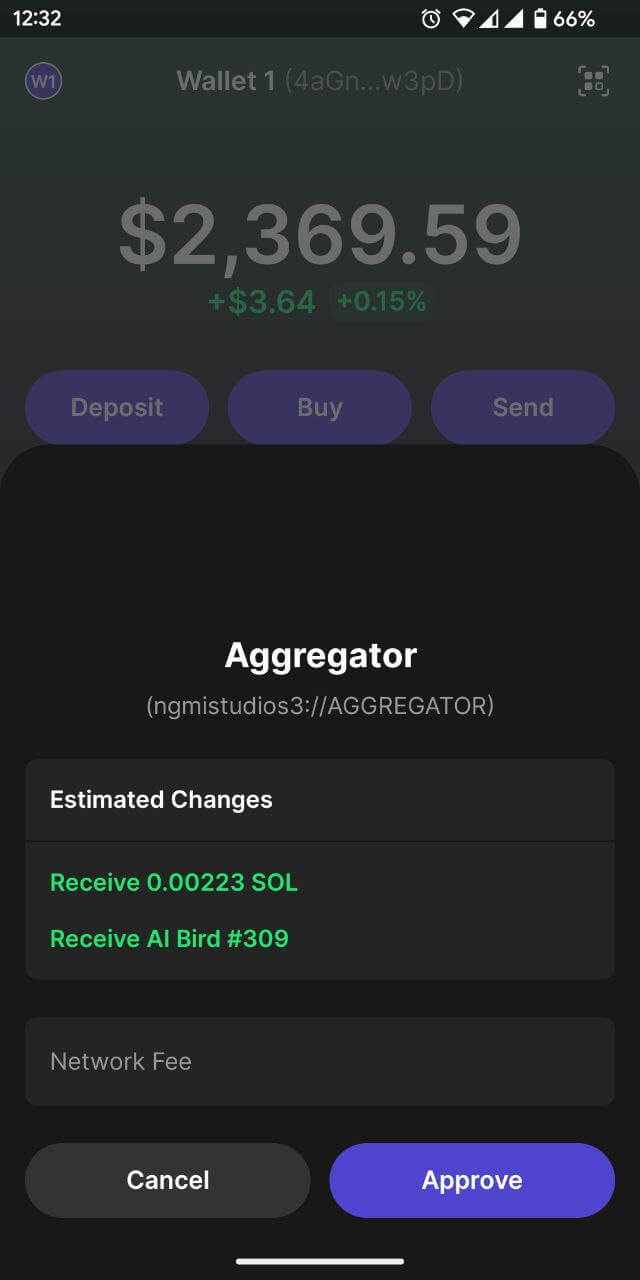 12:32
66%
W1
Wallet 1 (4aGn...w3pD)
$2,369.59
+$3.64 +0.15%
Deposit Buy Send
Aggregator
(ngmistudios3://AGGREGATOR)
Estimated Changes
Receive 0.00223 SOL
Receive AI Bird #309
Network Fee
Cancel Approve